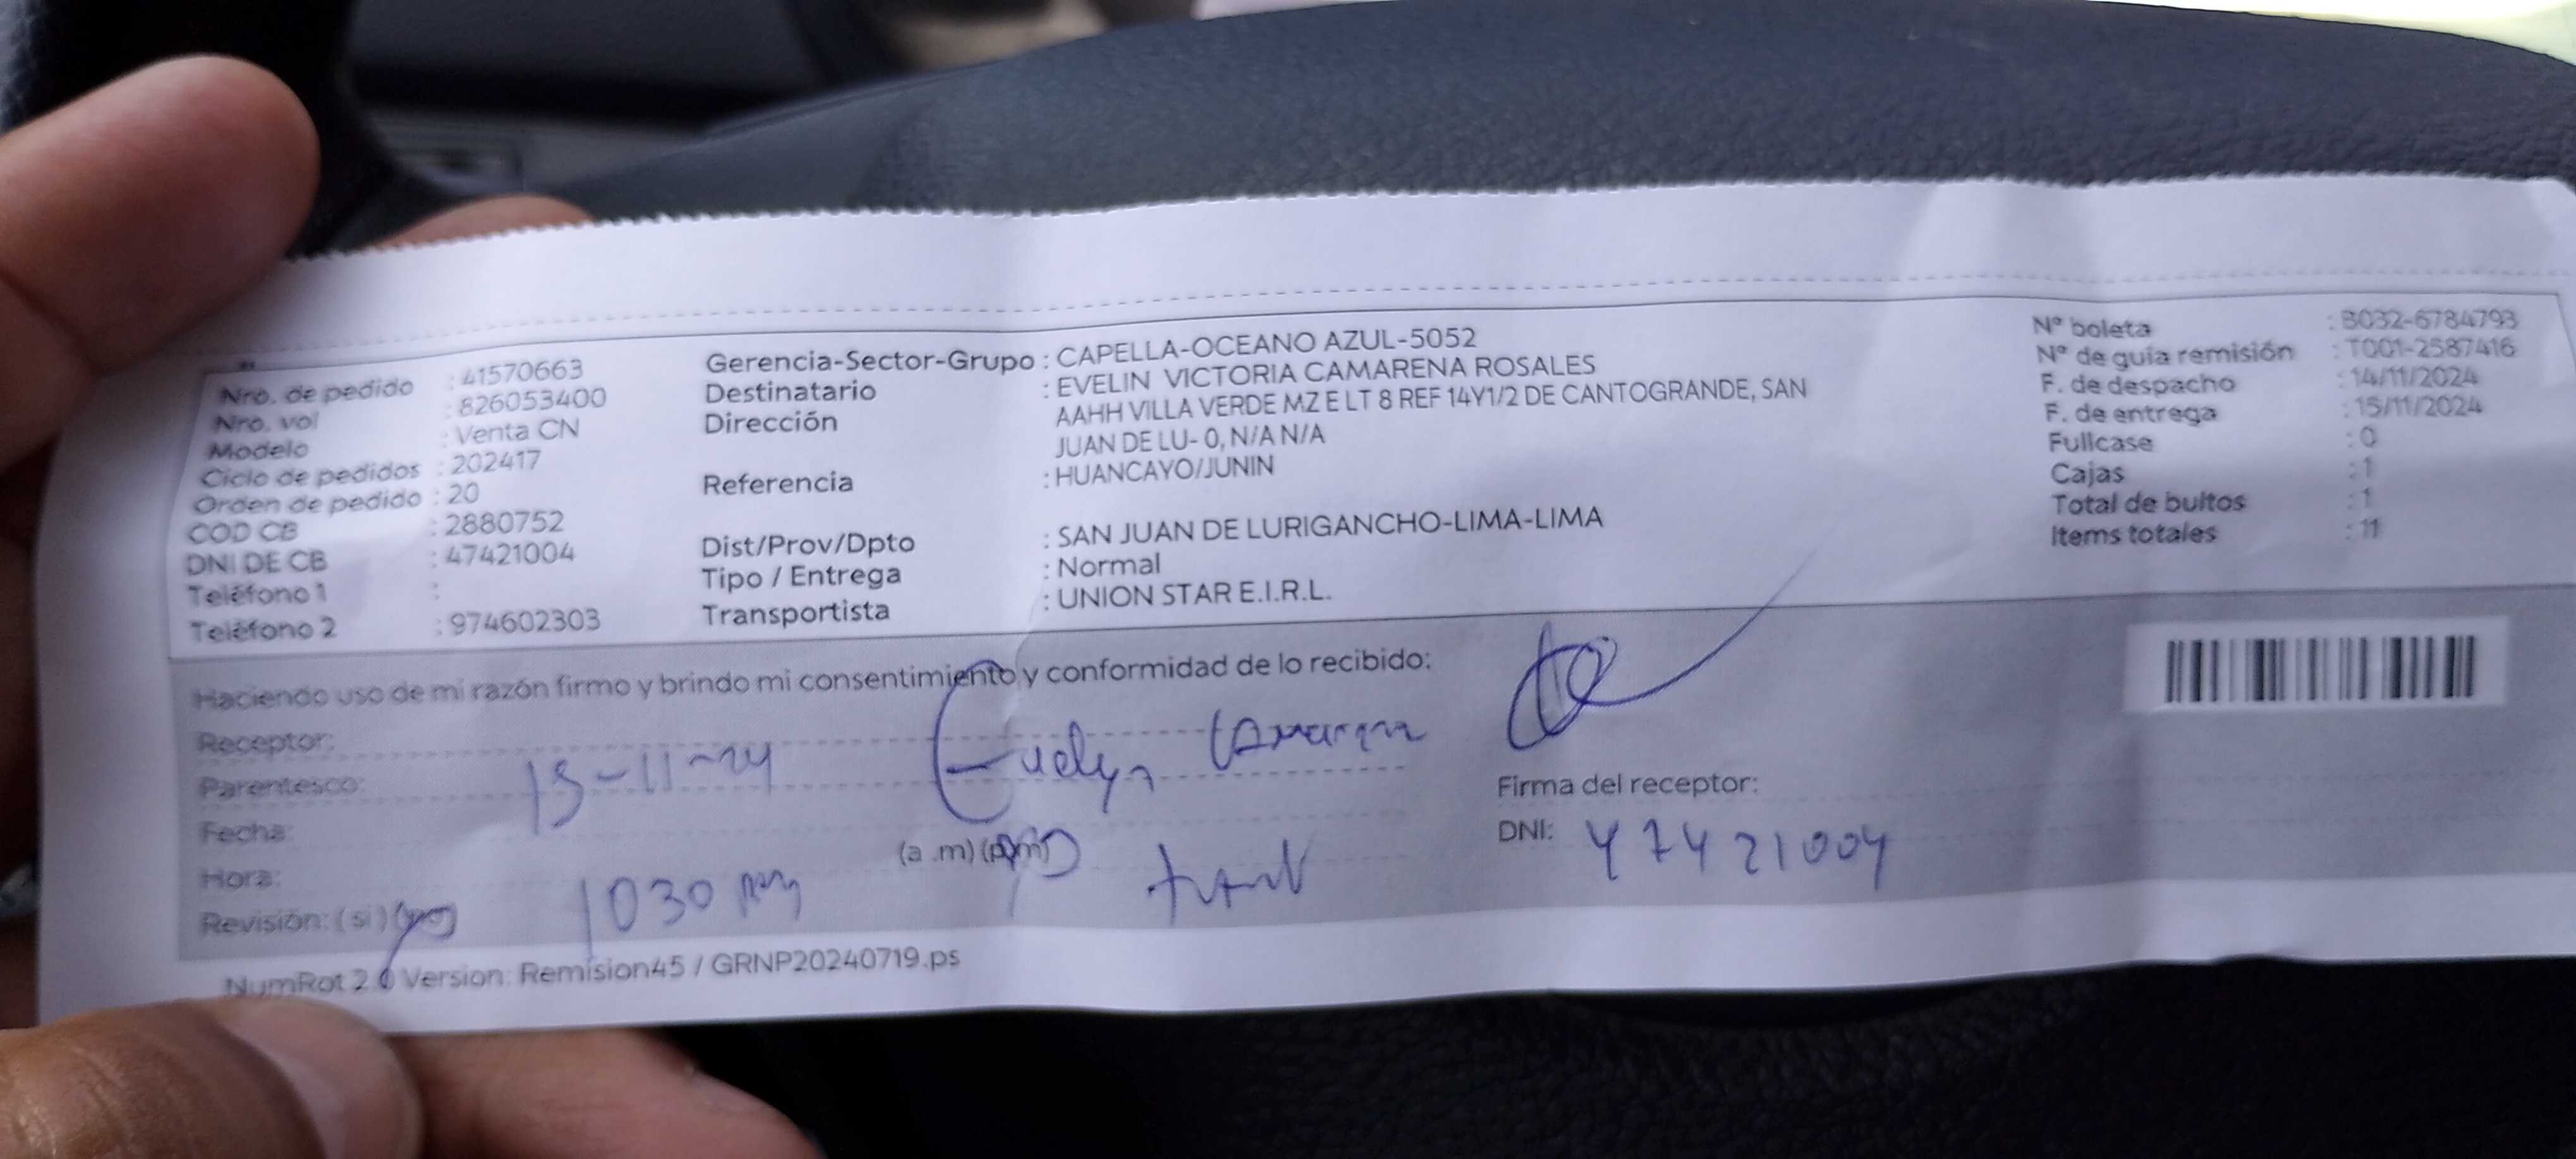 Nro. de pedido : 41570663
Nro. vol : 826053400
Modelo : Venta CN
Ciclo de pedidos : 202417
Orden de pedido : 20
COD CB : 2880752
DNI DE CB : 47421004
Teléfono 1 :
Teléfono 2 : 974602303
Gerencia-Sector-Grupo : CAPELLA-OCEANO AZUL-5052
Destinatario : EVELIN VICTORIA CAMARENA ROSALES
Dirección AAHH VILLA VERDE MZ E LT 8 REF 14Y1/2 DE CANTOGRANDE, SAN
JUAN DE LU- 0, N/A N/A
Referencia : HUANCAYO/JUNIN
Dist/Prov/Dpto : SAN JUAN DE LURIGANCHO-LIMA-LIMA
Tipo / Entrega : Normal
Transportista : UNION STAR E.I.R.L.
Nº boleta : B032-6784793
Nº de guía remisión : T001-2587416
F. de despacho : 14/11/2024
F. de entrega : 15/11/2024
Fullcase : 0
Cajas : 1
Total de bultos : 1
Items totales : 11
Haciendo uso de mi razón firmo y brindo mi consentimiento y conformidad de lo recibido:
Receptor:
Parentesco: 15-11-24 Evelyn Camarena
Fecha:
Hora: (a .m) (p.m)
Revisión: (si) (no) 1030
Firma del receptor:
DNI: 47421004
NumRot 2.0 Version: Remision45 / GRNP20240719.ps